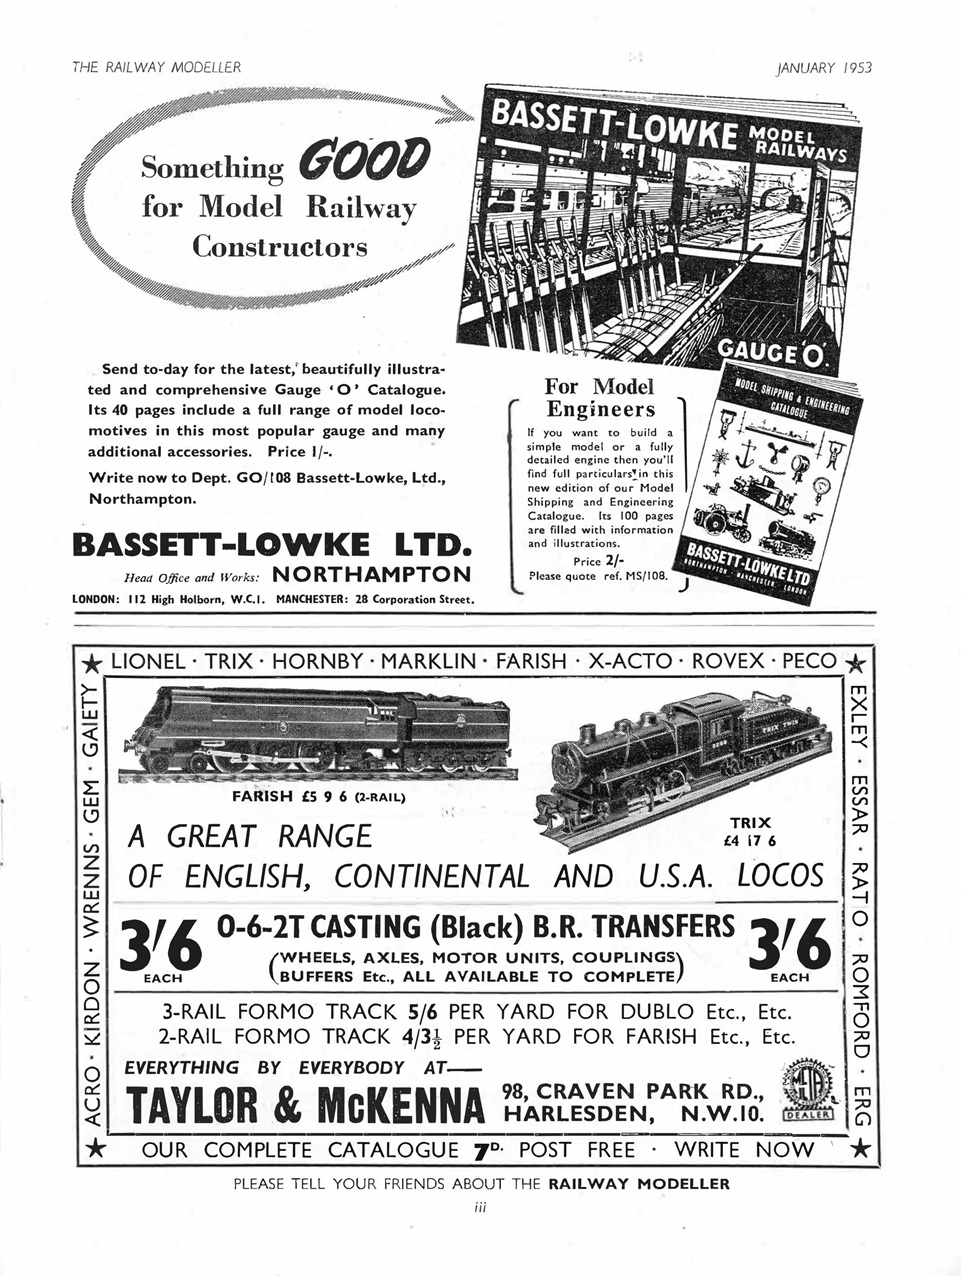 THE RAILWAY MODELLER
JANUARY 1953
Something GOOD
for Model Railway
Constructors
BASSETT-LOWKE MODEL
RAILWAYS
GAUGE 'O'
Send to-day for the latest, beautifully illustra-
ted and comprehensive Gauge 'O' Catalogue.
Its 40 pages include a full range of model loco-
motives in this most popular gauge and many
additional accessories. Price 1/-.
Write now to Dept. GO/108 Bassett-Lowke, Ltd.,
Northampton.
BASSETT-LOWKE LTD.
Head Office and Works: NORTHAMPTON
LONDON: 112 High Holborn, W.C.1. MANCHESTER: 28 Corporation Street.
For Model
Engineers
If you want to build a
simple model or a fully
detailed engine then you'll
find full particulars in this
new edition of our Model
Shipping and Engineering
Catalogue. Its 100 pages
are filled with information
and illustrations.
Price 2/-
Please quote ref. MS/108.
MODEL SHIPPING & ENGINEERING
CATALOGUE
BASSETT-LOWKE LTD
NORTHAMPTON · MANCHESTER · LONDON
★ LIONEL · TRIX · HORNBY · MARKLIN · FARISH · X-ACTO · ROVEX · PECO ★
ACRO · KIRDON · WRENNS · GEM · GAIETY
EXLEY · ESSAR · RATIO · ROMFORD · ERG
FARISH £5 9 6 (2-RAIL)
TRIX TWIN
TRIX
£4 17 6
A GREAT RANGE
OF ENGLISH, CONTINENTAL AND U.S.A. LOCOS
3'6
EACH
0-6-2T CASTING (Black) B.R. TRANSFERS
(WHEELS, AXLES, MOTOR UNITS, COUPLINGS
BUFFERS Etc., ALL AVAILABLE TO COMPLETE)
3'6
EACH
3-RAIL FORMO TRACK 5/6 PER YARD FOR DUBLO Etc., Etc.
2-RAIL FORMO TRACK 4/3½ PER YARD FOR FARISH Etc., Etc.
EVERYTHING BY EVERYBODY AT—
TAYLOR & McKENNA
98, CRAVEN PARK RD.,
HARLESDEN, N.W.10.
META
DEALER
★ OUR COMPLETE CATALOGUE 7D. POST FREE · WRITE NOW ★
PLEASE TELL YOUR FRIENDS ABOUT THE RAILWAY MODELLER
iii